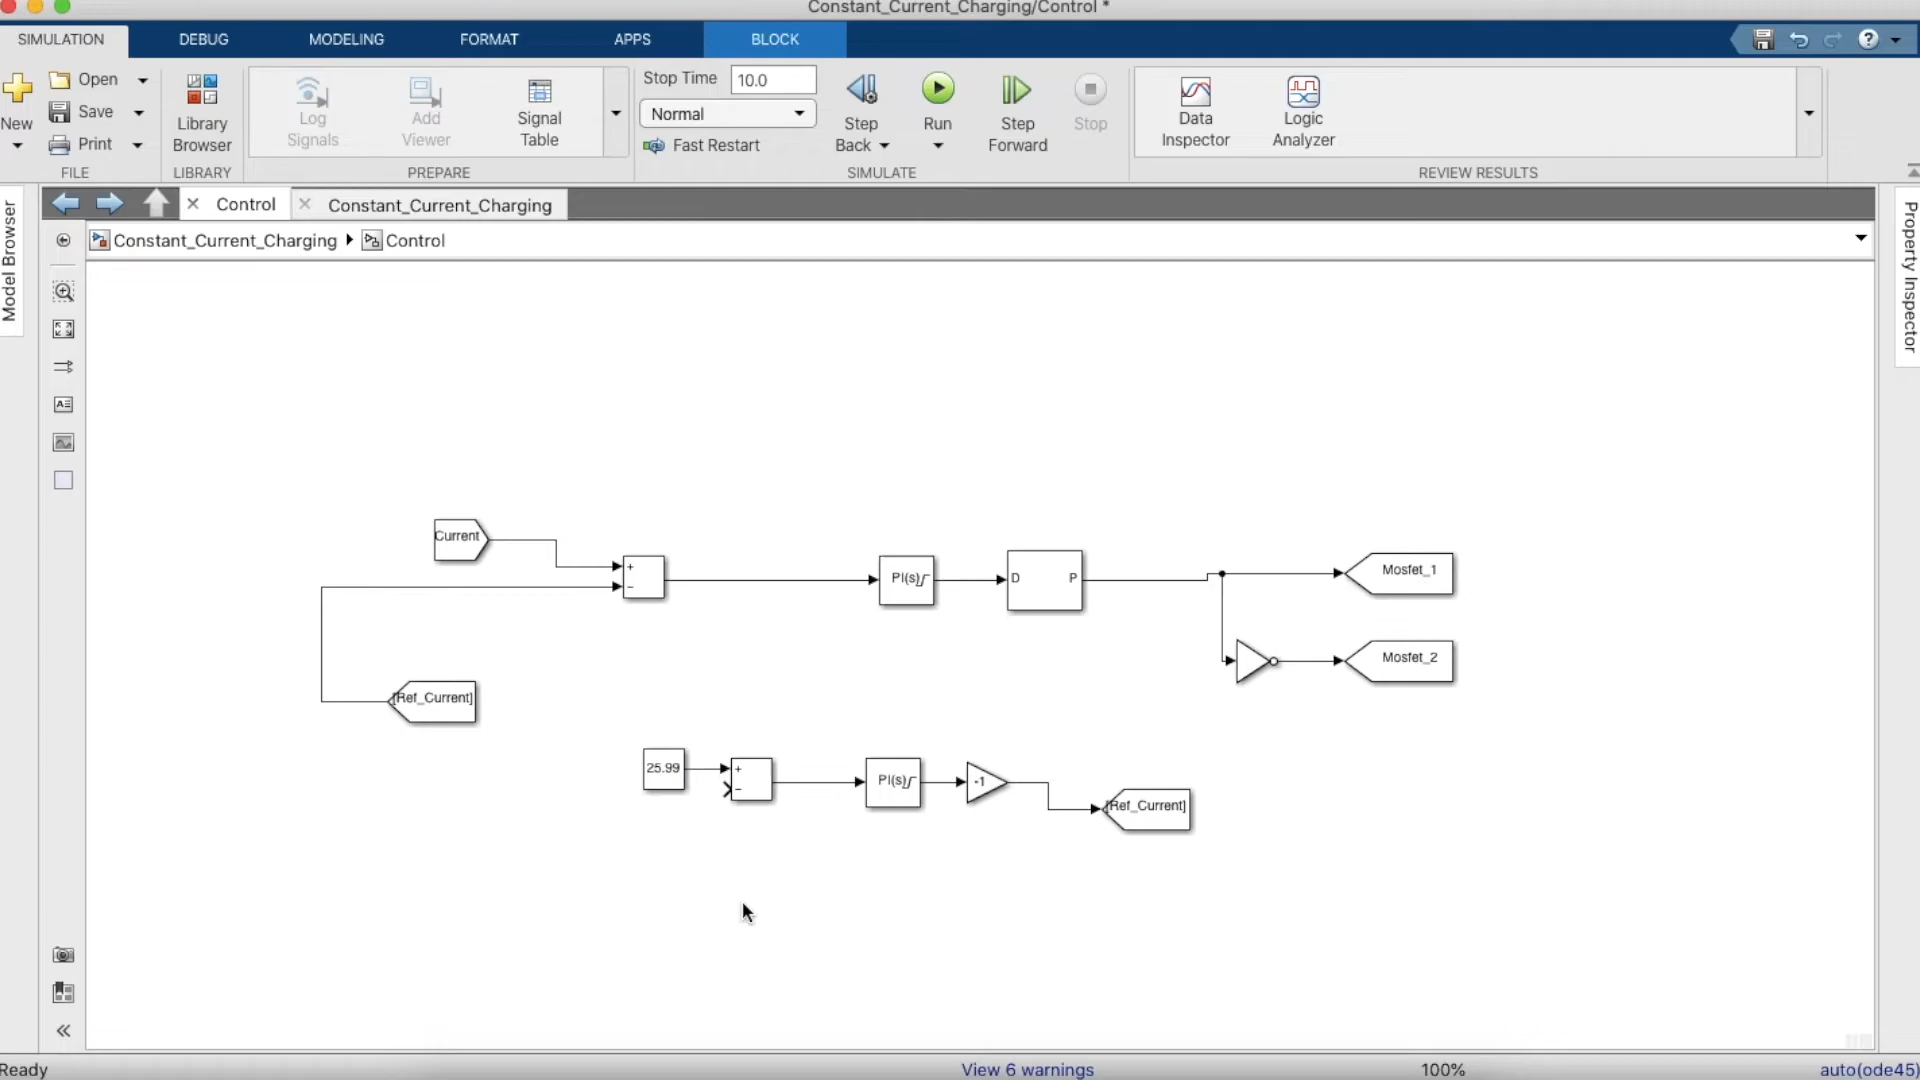 Constant_Current_Charging/Control *
SIMULATION DEBUG MODELING FORMAT APPS BLOCK
New
Open
Save
Print
FILE
Library Browser
LIBRARY
Log Signals
Add Viewer
Signal Table
PREPARE
Stop Time 10.0
Normal
Fast Restart
Step Back
Run
Step Forward
Stop
SIMULATE
Data Inspector
Logic Analyzer
REVIEW RESULTS
Control
Constant_Current_Charging
Constant_Current_Charging Control
Model Browser
Property Inspector
Current
+
−
PI(s)
D P
Mosfet_1
Mosfet_2
[Ref_Current]
25.99
+
−
PI(s)
-1
[Ref_Current]
Ready
View 6 warnings
100%
auto(ode45)